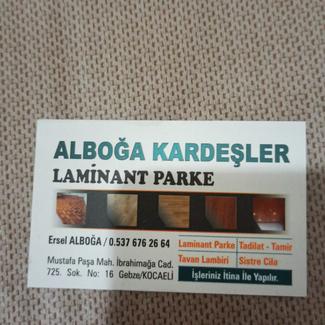 ALBOĞA KARDEŞLER
LAMİNANT PARKE
Ersel ALBOĞA / 0.537 676 26 64
Mustafa Paşa Mah. İbrahimağa Cad.
725. Sok. No: 16 Gebze/KOCAELİ
Laminant Parke Tadilat - Tamir
Tavan Lambiri Sistre Cila
İşleriniz İtina İle Yapılır.